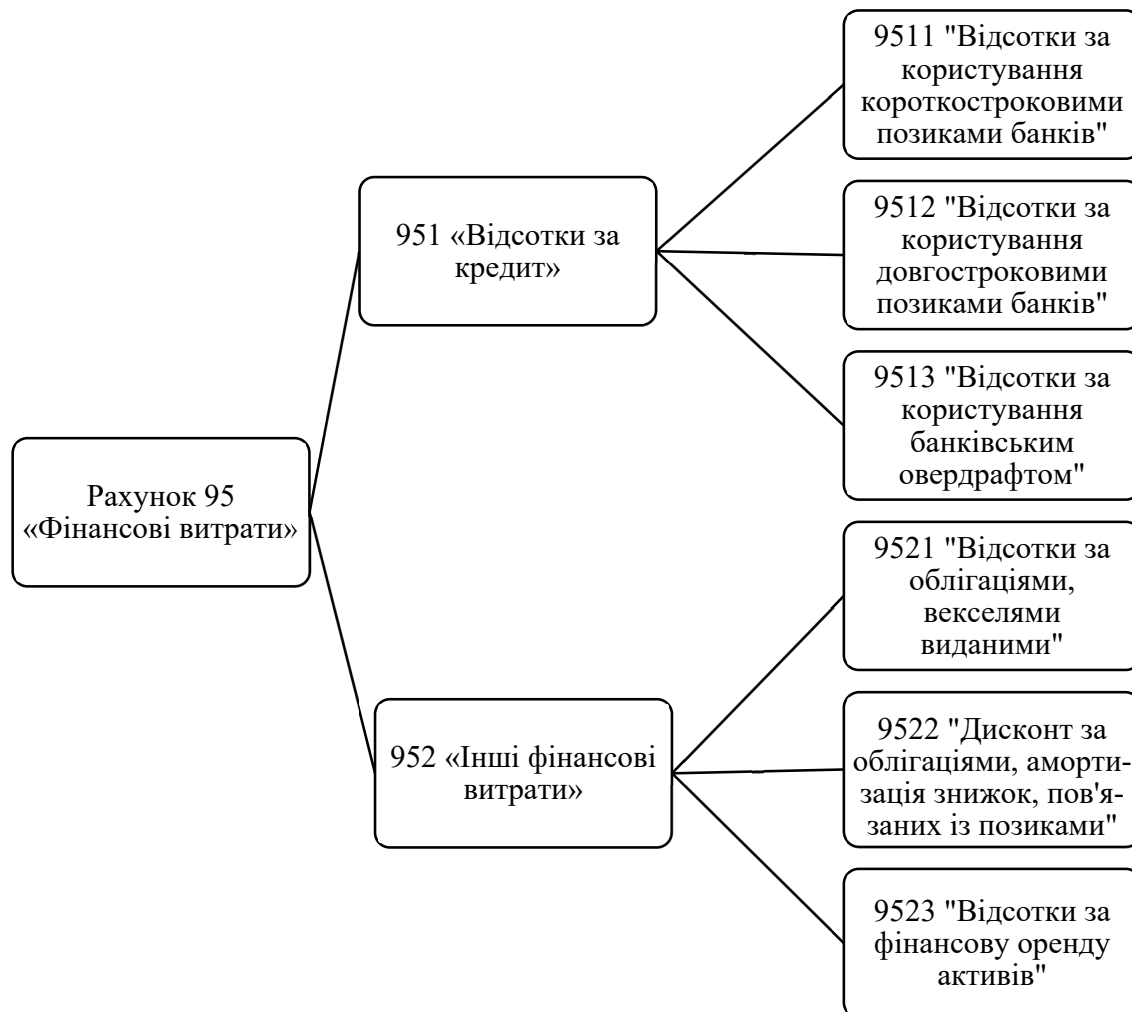 Рахунок 95
«Фінансові витрати»
951 «Відсотки за
кредит»
9511 "Відсотки за
користування
короткостроковими
позиками банків"
9512 "Відсотки за
користування
довгостроковими
позиками банків"
9513 "Відсотки за
користування
банківським
овердрафтом"
952 «Інші фінансові
витрати»
9521 "Відсотки за
облігаціями,
векселями
виданими"
9522 "Дисконт за
облігаціями, аморти-
зація знижок, пов'я-
заних із позиками"
9523 "Відсотки за
фінансову оренду
активів"